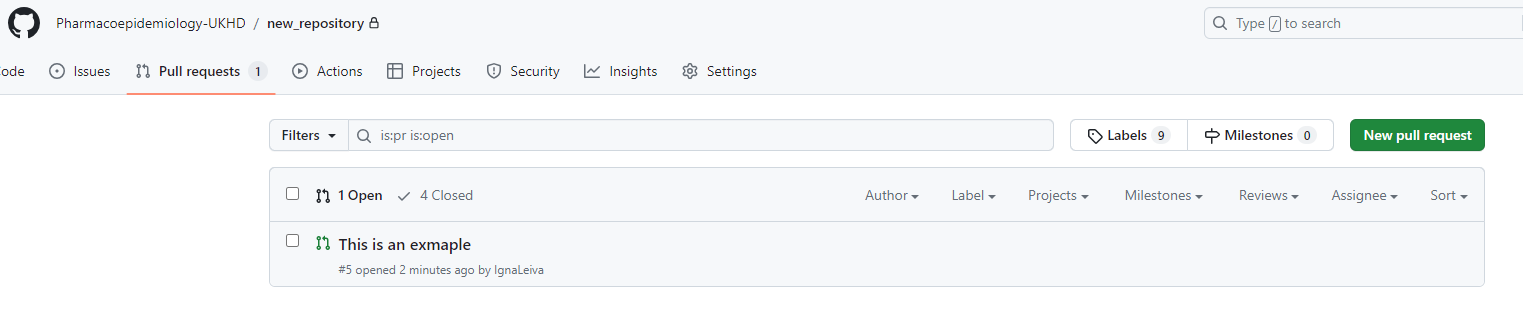 Pharmacoepidemiology-UKHD / new_repository
Type / to search
ode Issues Pull requests 1 Actions Projects Security Insights Settings
Filters is:pr is:open Labels 9 Milestones 0 New pull request
1 Open 4 Closed Author Label Projects Milestones Reviews Assignee Sort
This is an exmaple
#5 opened 2 minutes ago by IgnaLeiva